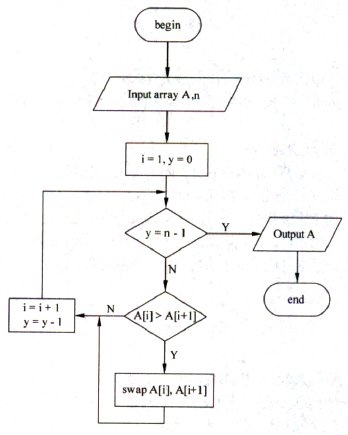 begin
Input array A,n
i = 1, y = 0
y = n - 1
Y
Output A
N
end
i = i + 1
y = y - 1
N
A[i] > A[i+1]
Y
swap A[i], A[i+1]